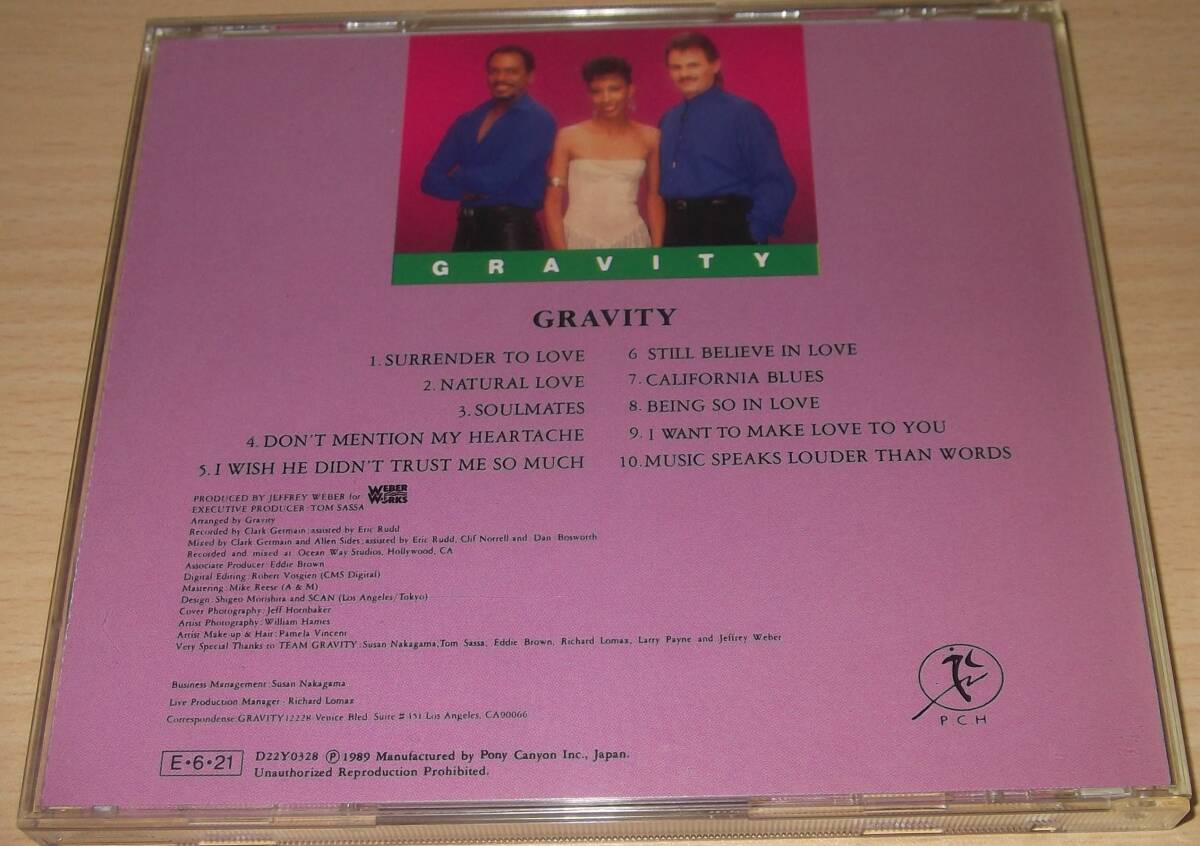 GRAVITY
GRAVITY
1. SURRENDER TO LOVE
2. NATURAL LOVE
3. SOULMATES
4. DON'T MENTION MY HEARTACHE
5. I WISH HE DIDN'T TRUST ME SO MUCH
6 STILL BELIEVE IN LOVE
7. CALIFORNIA BLUES
8. BEING SO IN LOVE
9. I WANT TO MAKE LOVE TO YOU
10. MUSIC SPEAKS LOUDER THAN WORDS
PRODUCED BY JEFFREY WEBER for WEBER WORKS
EXECUTIVE PRODUCER: TOM SASSA
Arranged by Gravity
Recorded by Clark Germain; assisted by Eric Rudd
Mixed by Clark Germain and Allen Sides; assisted by Eric Rudd, Clif Norrell and Dan Bosworth
Recorded and mixed at Ocean Way Studios, Hollywood, CA
Associate Producer: Eddie Brown
Digital Editing: Robert Vosgien (CMS Digital)
Mastering: Mike Reese (A & M)
Design: Shigeo Morishira and SCAN (Los Angeles/Tokyo)
Cover Photography: Jeff Hornbaker
Artist Photography: William Hames
Artist Make-up & Hair: Pamela Vincent
Very Special Thanks to TEAM GRAVITY: Susan Nakagama, Tom Sassa, Eddie Brown, Richard Lomax, Larry Payne and Jeffrey Weber
Business Management: Susan Nakagama
Live Production Manager: Richard Lomax
Correspondense: GRAVITY 12228 Venice Bled. Suite # 451 Los Angeles, CA90066
P.C.H
E•6•21
D22Y0328 Ⓟ 1989 Manufactured by Pony Canyon Inc., Japan.
Unauthorized Reproduction Prohibited.